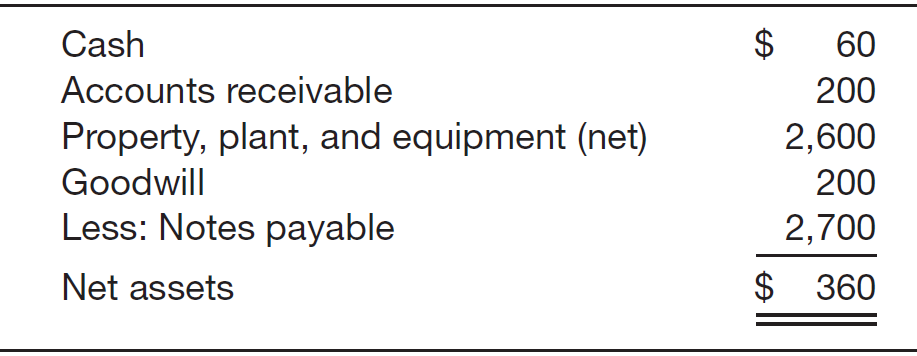 Cash $ 60
Accounts receivable 200
Property, plant, and equipment (net) 2,600
Goodwill 200
Less: Notes payable 2,700
Net assets $ 360